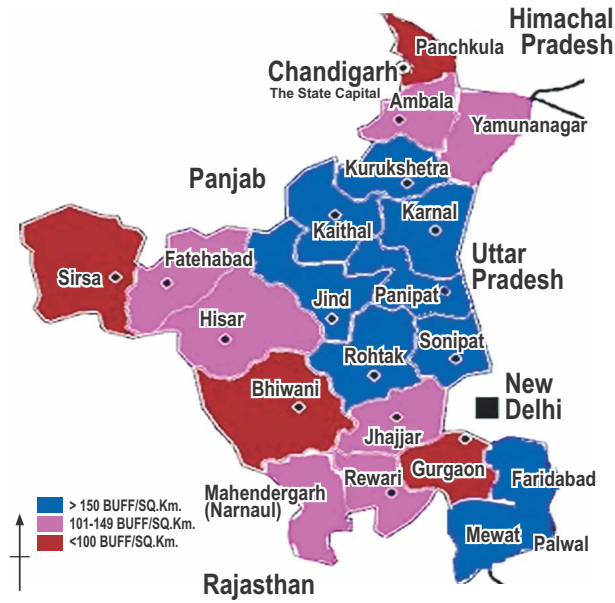 Himachal
Pradesh
Panchkula
Chandigarh
The State Capital
Ambala
Yamunanagar
Kurukshetra
Panjab
Karnal
Kaithal
Uttar
Pradesh
Fatehabad
Sirsa
Jind
Panipat
Hisar
Rohtak
Sonipat
Bhiwani
New
Delhi
Jhajjar
Gurgaon
Faridabad
Rewari
Mahendergarh
(Narnaul)
> 150 BUFF/SQ.Km.
101-149 BUFF/SQ.Km.
<100 BUFF/SQ.Km.
Mewat
Palwal
Rajasthan